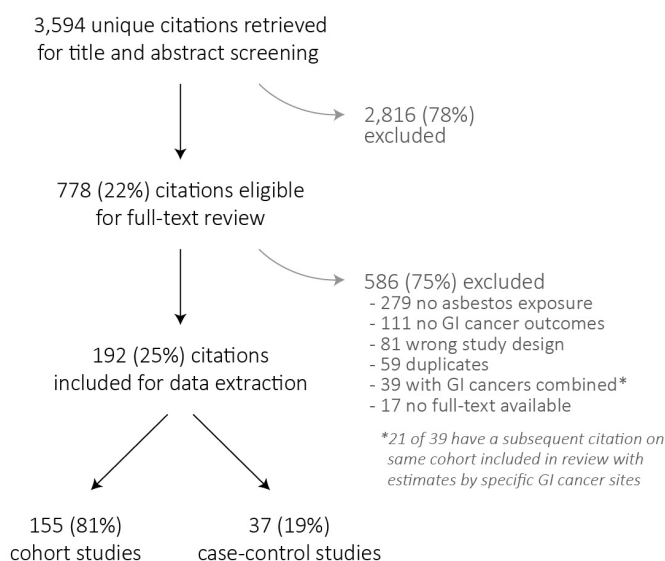 3,594 unique citations retrieved
for title and abstract screening
2,816 (78%)
excluded
778 (22%) citations eligible
for full-text review
586 (75%) excluded
- 279 no asbestos exposure
- 111 no GI cancer outcomes
- 81 wrong study design
- 59 duplicates
- 39 with GI cancers combined*
- 17 no full-text available
*21 of 39 have a subsequent citation on
same cohort included in review with
estimates by specific GI cancer sites
192 (25%) citations
included for data extraction
155 (81%)
cohort studies
37 (19%)
case-control studies